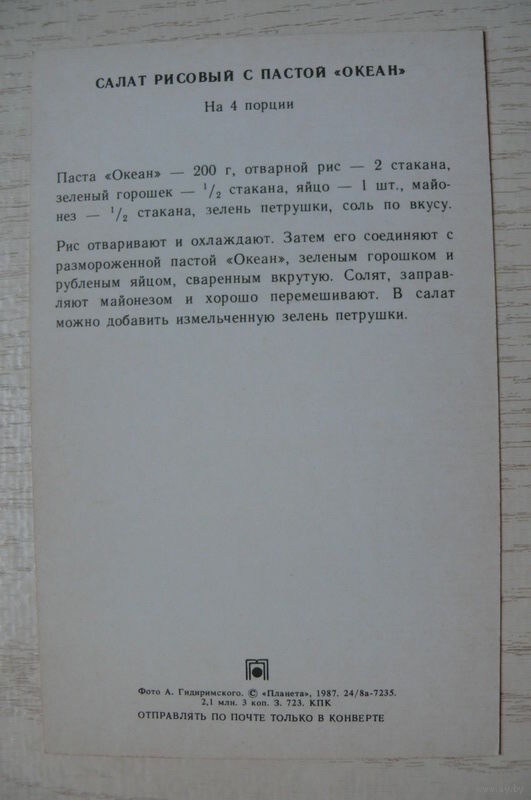 САЛАТ РИСОВЫЙ С ПАСТОЙ «ОКЕАН»
На 4 порции
Паста «Океан» — 200 г, отварной рис — 2 стакана,
зеленый горошек — 1/2 стакана, яйцо — 1 шт., майо-
нез — 1/2 стакана, зелень петрушки, соль по вкусу.
Рис отваривают и охлаждают. Затем его соединяют с
размороженной пастой «Океан», зеленым горошком и
рубленым яйцом, сваренным вкрутую. Солят, заправ-
ляют майонезом и хорошо перемешивают. В салат
можно добавить измельченную зелень петрушки.
Фото А. Гидиримского. © «Планета», 1987. 24/8а-7235.
2,1 млн. 3 коп. З. 723. КПК
ОТПРАВЛЯТЬ ПО ПОЧТЕ ТОЛЬКО В КОНВЕРТЕ
www.ay.by